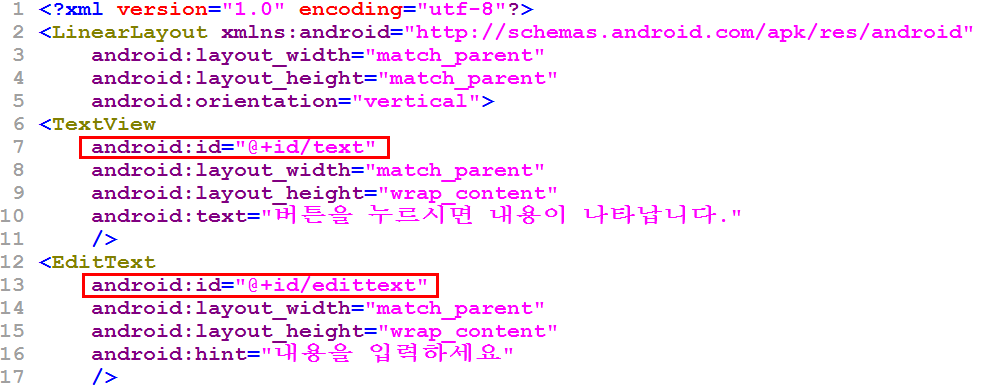 1 <?xml version="1.0" encoding="utf-8"?>
2 <LinearLayout xmlns:android="http://schemas.android.com/apk/res/android"
3 android:layout_width="match_parent"
4 android:layout_height="match_parent"
5 android:orientation="vertical">
6 <TextView
7 android:id="@+id/text"
8 android:layout_width="match_parent"
9 android:layout_height="wrap_content"
10 android:text="버튼을 누르시면 내용이 나타납니다."
11 />
12 <EditText
13 android:id="@+id/edittext"
14 android:layout_width="match_parent"
15 android:layout_height="wrap_content"
16 android:hint="내용을 입력하세요"
17 />